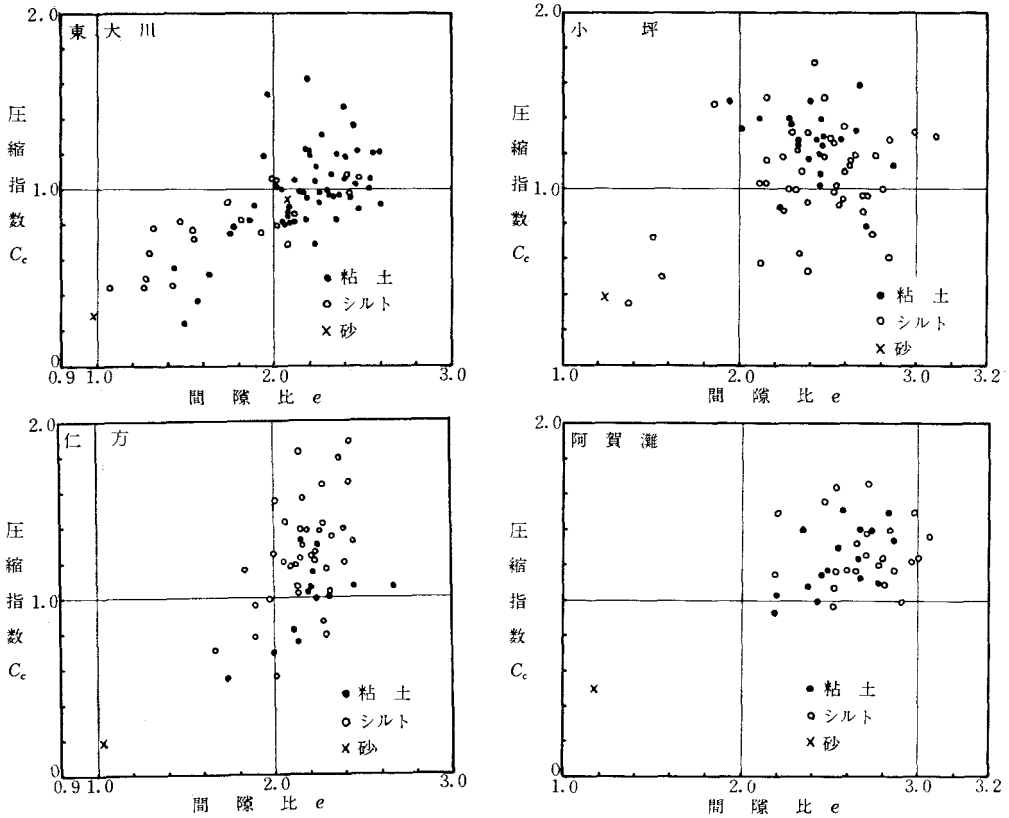 2.0
東大川
圧縮指数 Cc
1.0
● 粘土
○ シルト
× 砂
0
0.9 1.0 2.0 3.0
間隙比 e
2.0
小坪
圧縮指数 Cc
1.0
● 粘土
○ シルト
× 砂
0
1.0 2.0 3.0 3.2
間隙比 e
2.0
仁方
圧縮指数 Cc
1.0
● 粘土
○ シルト
× 砂
0
0.9 1.0 2.0 3.0
間隙比 e
2.0
阿賀灘
圧縮指数 Cc
1.0
● 粘土
○ シルト
× 砂
0
1.0 2.0 3.0 3.2
間隙比 e